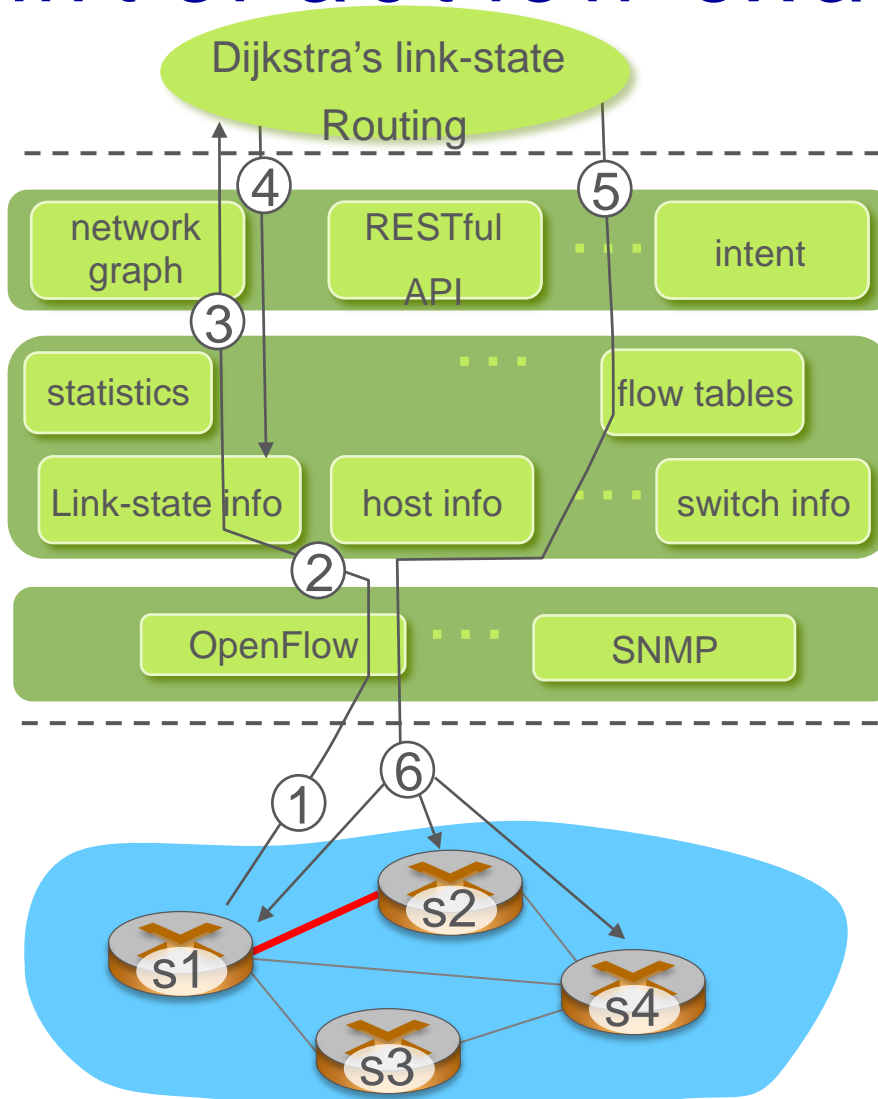 Dijkstra's link-state
Routing
4
5
network
graph
RESTful
API
. . .
intent
3
statistics
. . .
flow tables
Link-state info
host info
. . .
switch info
2
OpenFlow
. . .
SNMP
1
6
s2
s1
s4
s3